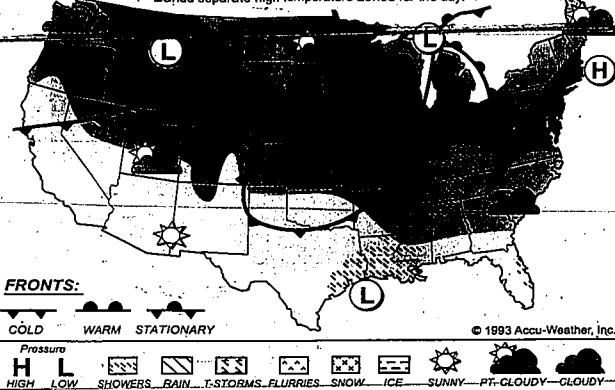 Bands separate high temperature zones for the day.
L
L
H
L
FRONTS:
COLD WARM STATIONARY
© 1993 Accu-Weather, Inc.
Pressure
H L
HIGH LOW SHOWERS RAIN T-STORMS FLURRIES SNOW ICE SUNNY PT. CLOUDY CLOUDY